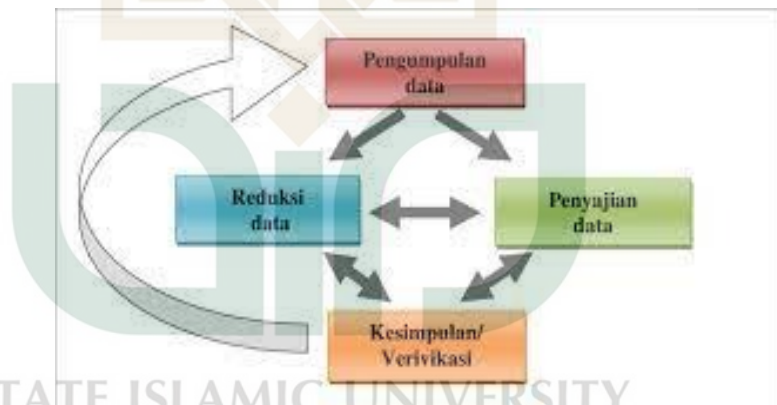 Pengumpulan
data
Reduksi
data
Penyajian
data
Kesimpulan/
Verivikasi
STATE ISLAMIC UNIVERSITY